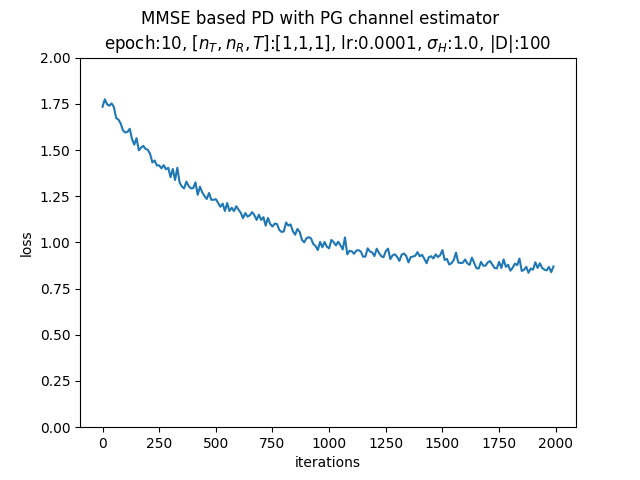 MMSE based PD with PG channel estimator
epoch:10, [n_T, n_R, T]:[1,1,1], lr:0.0001, σ_H:1.0, |D|:100
2.00
1.75
1.50
1.25
1.00
0.75
0.50
0.25
0.00
loss
0 250 500 750 1000 1250 1500 1750 2000
iterations